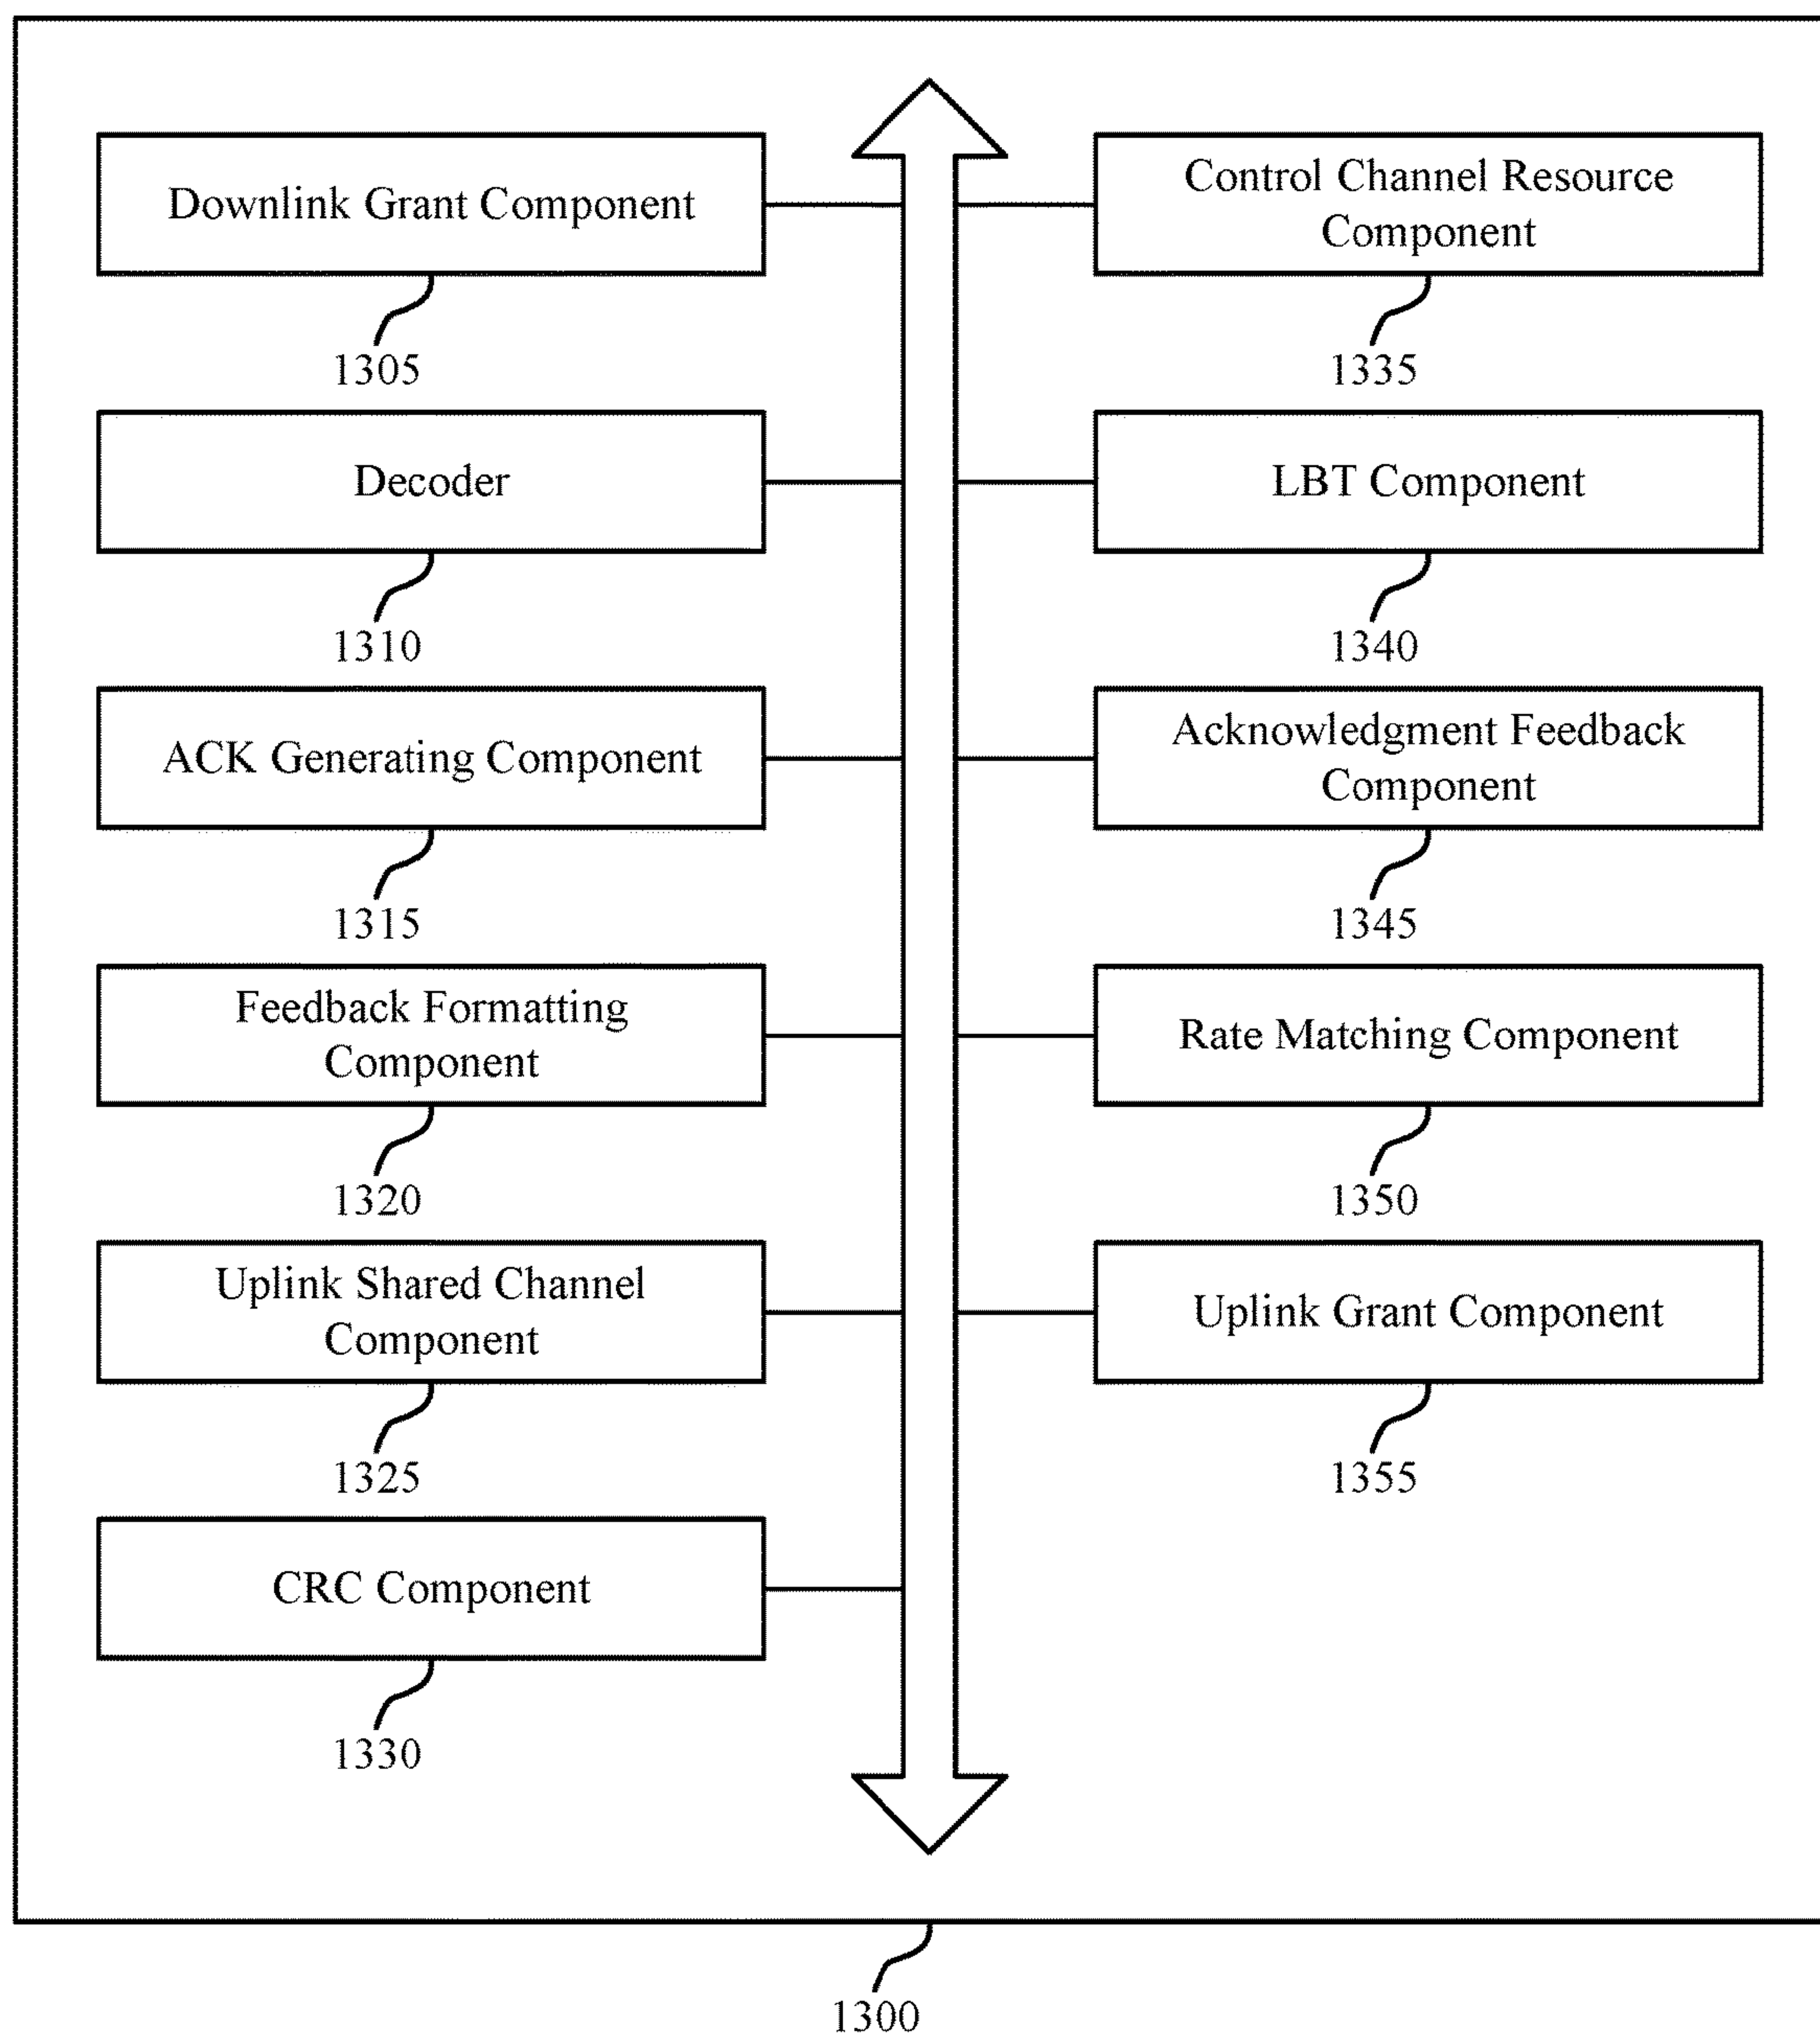 Downlink Grant Component
1305
Decoder
1310
ACK Generating Component
1315
Feedback Formatting
Component
1320
Uplink Shared Channel
Component
1325
CRC Component
1330
Control Channel Resource
Component
1335
LBT Component
1340
Acknowledgment Feedback
Component
1345
Rate Matching Component
1350
Uplink Grant Component
1355
1300